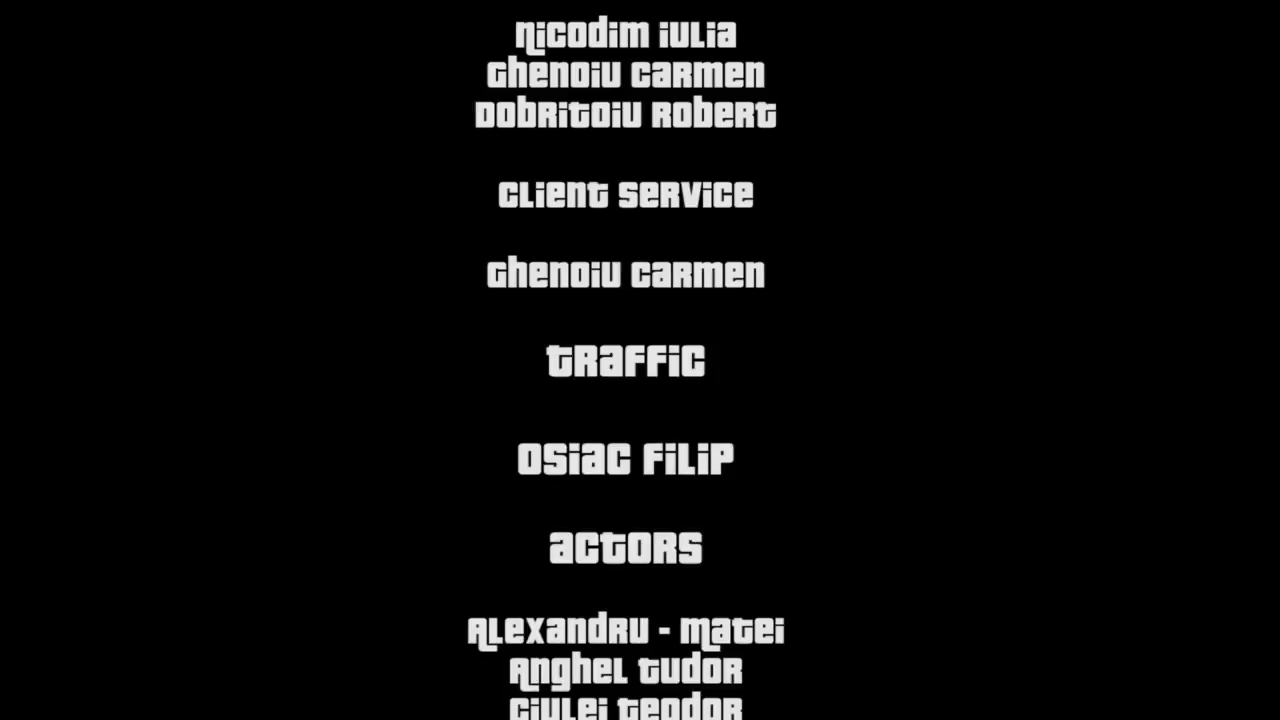 Nicodim Iulia
Ghenoiu Carmen
Dobritoiu Robert
Client Service
Ghenoiu Carmen
Traffic
Osiac Filip
Actors
Alexandru - Matei
Anghel Tudor
Ciulei Teodor